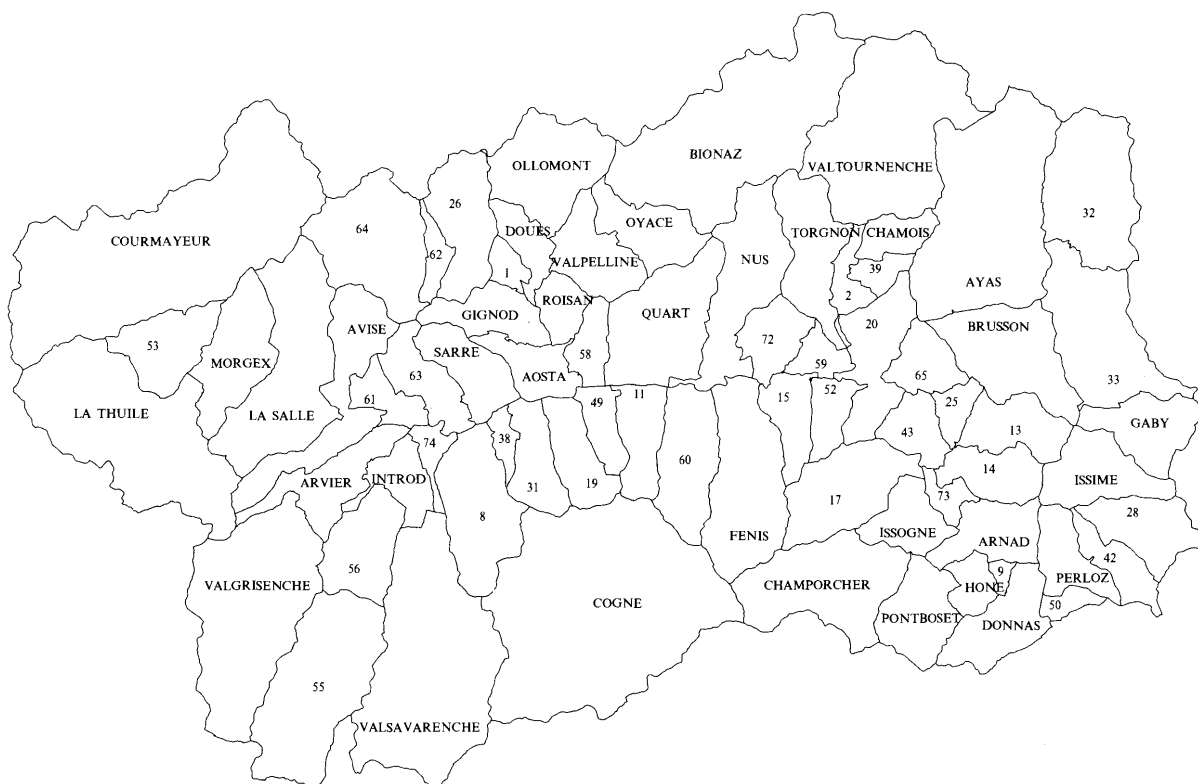 BIONAZ
OLLOMONT
VALTOURNENCHE
26
32
COURMAYEUR
64
62
DOUES
OYACE
TORGNON
CHAMOIS
VALPELLINE
NUS
1
39
AYAS
2
ROISAN
GIGNOD
QUART
20
AVISE
BRUSSON
53
SARRE
72
MORGEX
58
59
63
AOSTA
65
33
61
49
11
15
52
25
LA THUILE
LA SALLE
GABY
38
43
13
74
60
14
ARVIER
INTROD
31
19
ISSIME
17
73
8
28
FENIS
ISSOGNE
ARNAD
42
56
9
VALGRISENCHE
CHAMPORCHER
HONE
PERLOZ
COGNE
50
PONTBOSET
DONNAS
55
VALSAVARENCHE